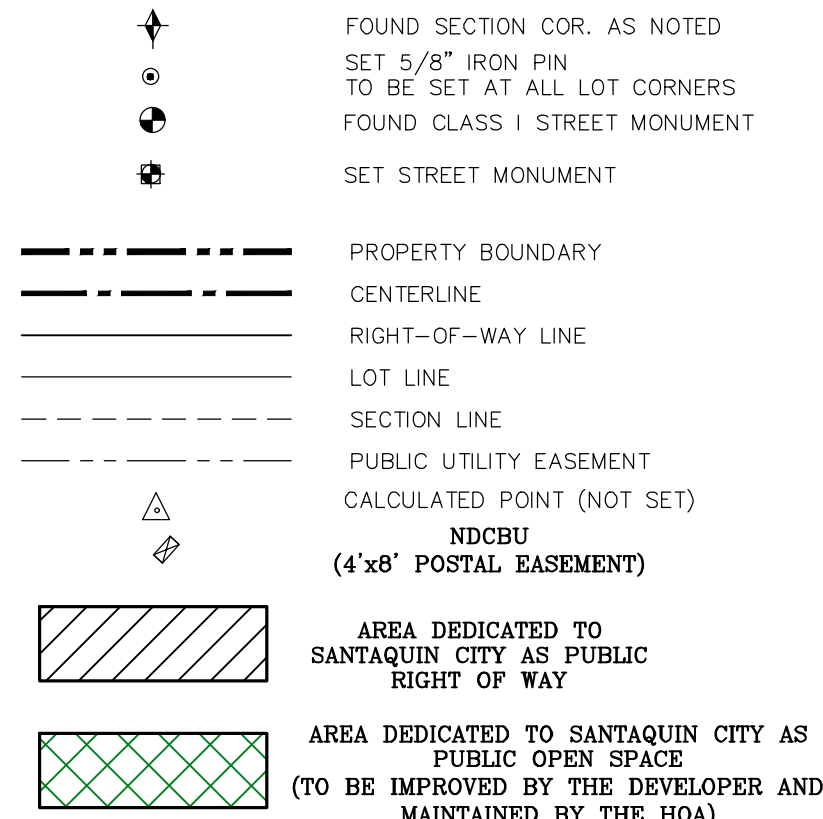 FOUND SECTION COR. AS NOTED
SET 5/8" IRON PIN
TO BE SET AT ALL LOT CORNERS
FOUND CLASS I STREET MONUMENT
SET STREET MONUMENT
PROPERTY BOUNDARY
CENTERLINE
RIGHT-OF-WAY LINE
LOT LINE
SECTION LINE
PUBLIC UTILITY EASEMENT
CALCULATED POINT (NOT SET)
NDCBU
(4'x8' POSTAL EASEMENT)
AREA DEDICATED TO
SANTAQUIN CITY AS PUBLIC
RIGHT OF WAY
AREA DEDICATED TO SANTAQUIN CITY AS
PUBLIC OPEN SPACE
(TO BE IMPROVED BY THE DEVELOPER AND
MAINTAINED BY THE HOA)